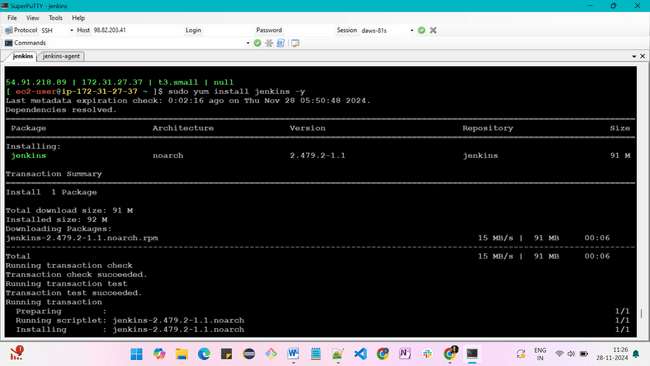 SuperPuTTY - jenkins
File View Tools Help
Protocol SSH Host 98.82.203.41 Login Password Session daws-81s
Commands
jenkins jenkins-agent
54.91.218.89 | 172.31.27.37 | t3.small | null
[ ec2-user@ip-172-31-27-37 ~ ]$ sudo yum install jenkins -y
Last metadata expiration check: 0:02:16 ago on Thu Nov 28 05:50:48 2024.
Dependencies resolved.
Package Architecture Version Repository Size
Installing:
jenkins noarch 2.479.2-1.1 jenkins 91 M
Transaction Summary
Install 1 Package
Total download size: 91 M
Installed size: 92 M
Downloading Packages:
jenkins-2.479.2-1.1.noarch.rpm 15 MB/s | 91 MB 00:06
Total 15 MB/s | 91 MB 00:06
Running transaction check
Transaction check succeeded.
Running transaction test
Transaction test succeeded.
Running transaction
Preparing : 1/1
Running scriptlet: jenkins-2.479.2-1.1.noarch 1/1
Installing : jenkins-2.479.2-1.1.noarch 1/1
ENG
IN
11:26
28-11-2024